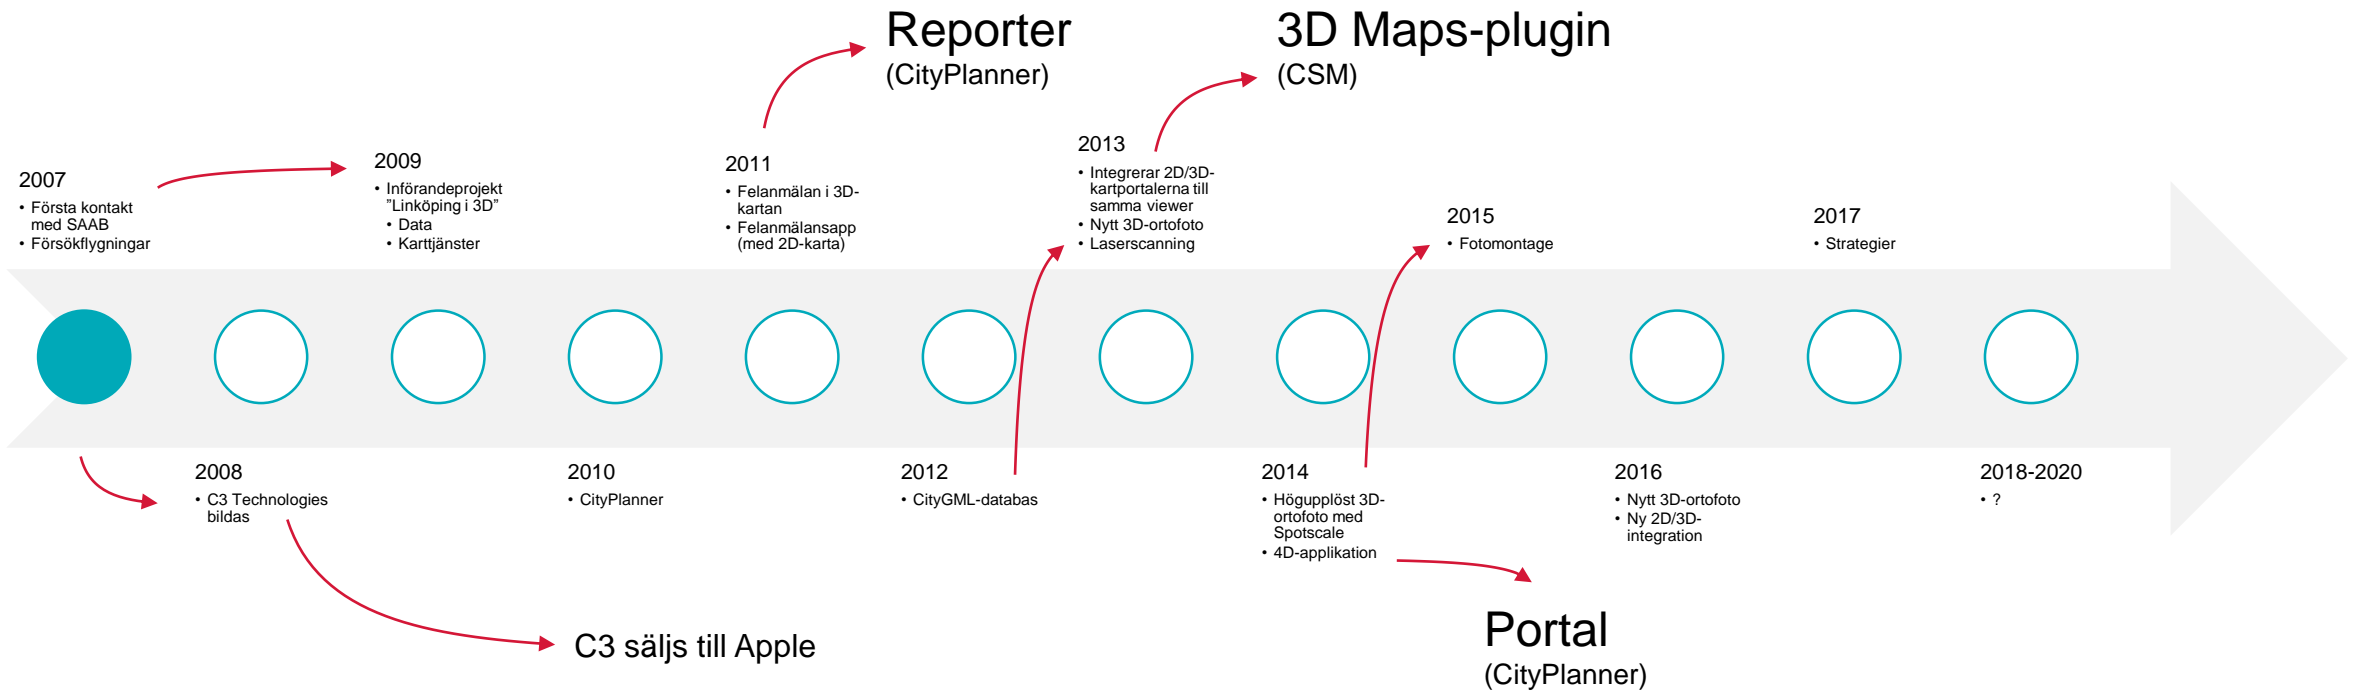 Reporter
(CityPlanner)
3D Maps-plugin
(CSM)
2007
• Första kontakt
med SAAB
• Försökflygningar
2009
• Införandeprojekt
”Linköping i 3D”
• Data
• Karttjänster
2011
• Felanmälan i 3D-
kartan
• Felanmälansapp
(med 2D-karta)
2013
• Integrerar 2D/3D-
kartportalerna till
samma viewer
• Nytt 3D-ortofoto
• Laserscanning
2015
• Fotomontage
2017
• Strategier
2008
• C3 Technologies
bildas
2010
• CityPlanner
2012
• CityGML-databas
2014
• Högupplöst 3D-
ortofoto med
Spotscale
• 4D-applikation
2016
• Nytt 3D-ortofoto
• Ny 2D/3D-
integration
2018-2020
• ?
C3 säljs till Apple
Portal
(CityPlanner)